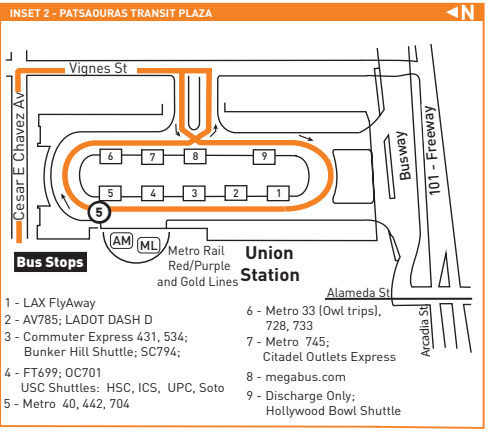 INSET 2 - PATSAOURAS TRANSIT PLAZA
N
Vignes St
Cesar E Chavez Av
6 7 8 9
5 4 3 2 1
5
Busway
101 - Freeway
AM ML
Metro Rail
Red/Purple
and Gold Lines
Union
Station
Bus Stops
Alameda St
Arcadia St
1 - LAX FlyAway
2 - AV785; LADOT DASH D
3 - Commuter Express 431, 534;
Bunker Hill Shuttle; SC794;
4 - FT699; OC701
USC Shuttles: HSC, ICS, UPC, Soto
5 - Metro 40, 442, 704
6 - Metro 33 (Owl trips),
728, 733
7 - Metro 745;
Citadel Outlets Express
8 - megabus.com
9 - Discharge Only;
Hollywood Bowl Shuttle